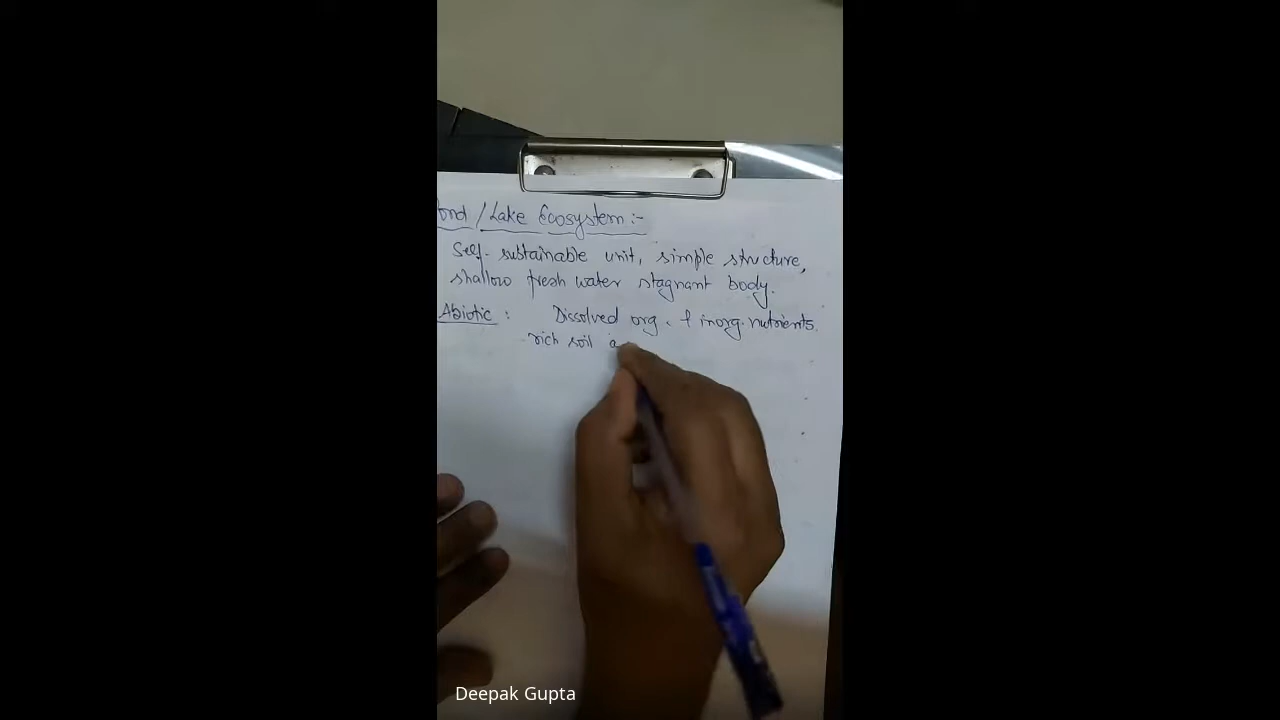 ond / Lake Ecosystem :-
Self-sustainable unit, simple structure,
shallow fresh water stagnant body.
Abiotic : Dissolved org. & inorg. nutrients.
rich soil a
Deepak Gupta